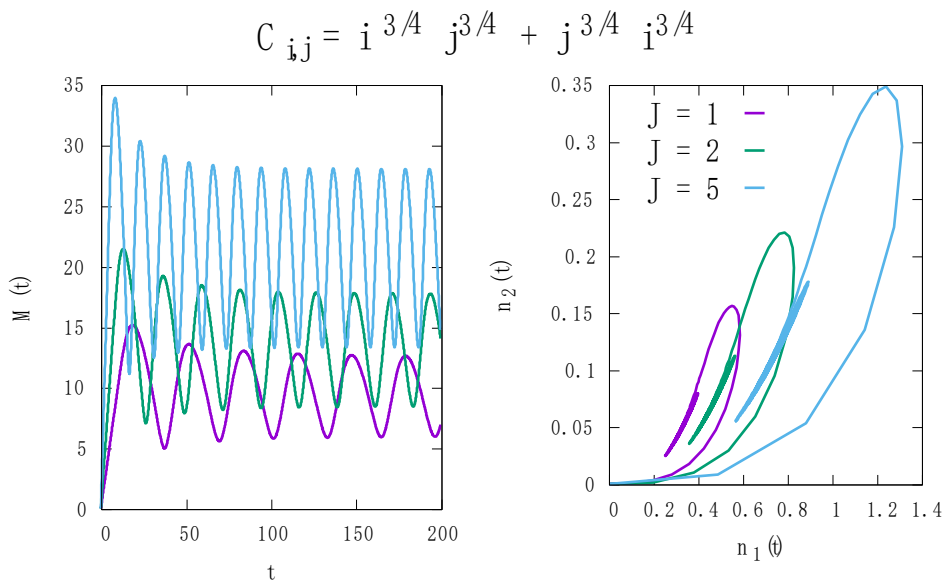 C i,j = i 3/4 j 3/4 + j 3/4 i 3/4
35
30
25
20
15
10
5
0
M(t)
0 50 100 150 200
t
0.35
0.3
0.25
0.2
0.15
0.1
0.05
0
n2(t)
J = 1
J = 2
J = 5
0 0.2 0.4 0.6 0.8 1 1.2 1.4
n1(t)